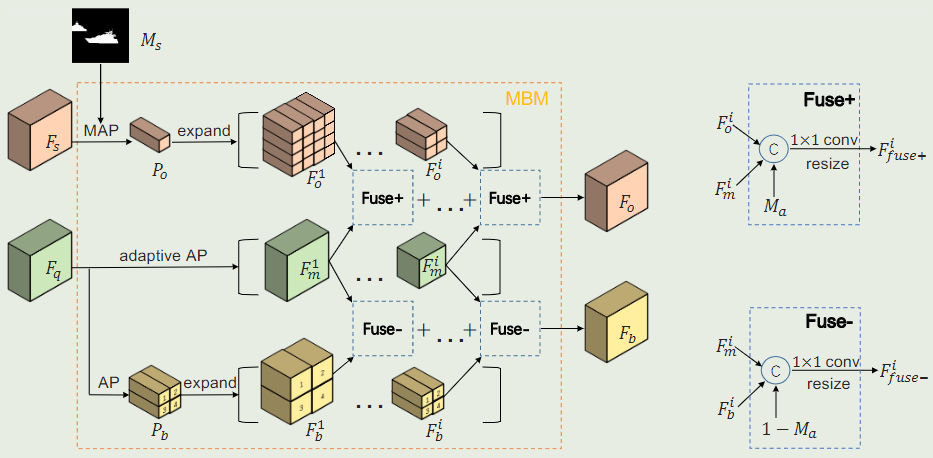 M_s
MBM
F_s
MAP
P_o
expand
F_o^1
...
F_o^i
Fuse+
+ ... +
Fuse+
F_o
F_q
adaptive AP
F_m^1
...
F_m^i
Fuse-
+ ... +
Fuse-
F_b
AP
P_b
1 2
3 4
expand
F_b^1
1 2
3 4
...
F_b^i
1 2
3 4
Fuse+
F_o^i
C
1×1 conv
resize
F_{fuse+}^i
F_m^i
M_a
Fuse-
F_m^i
C
1×1 conv
resize
F_{fuse-}^i
F_b^i
1 - M_a